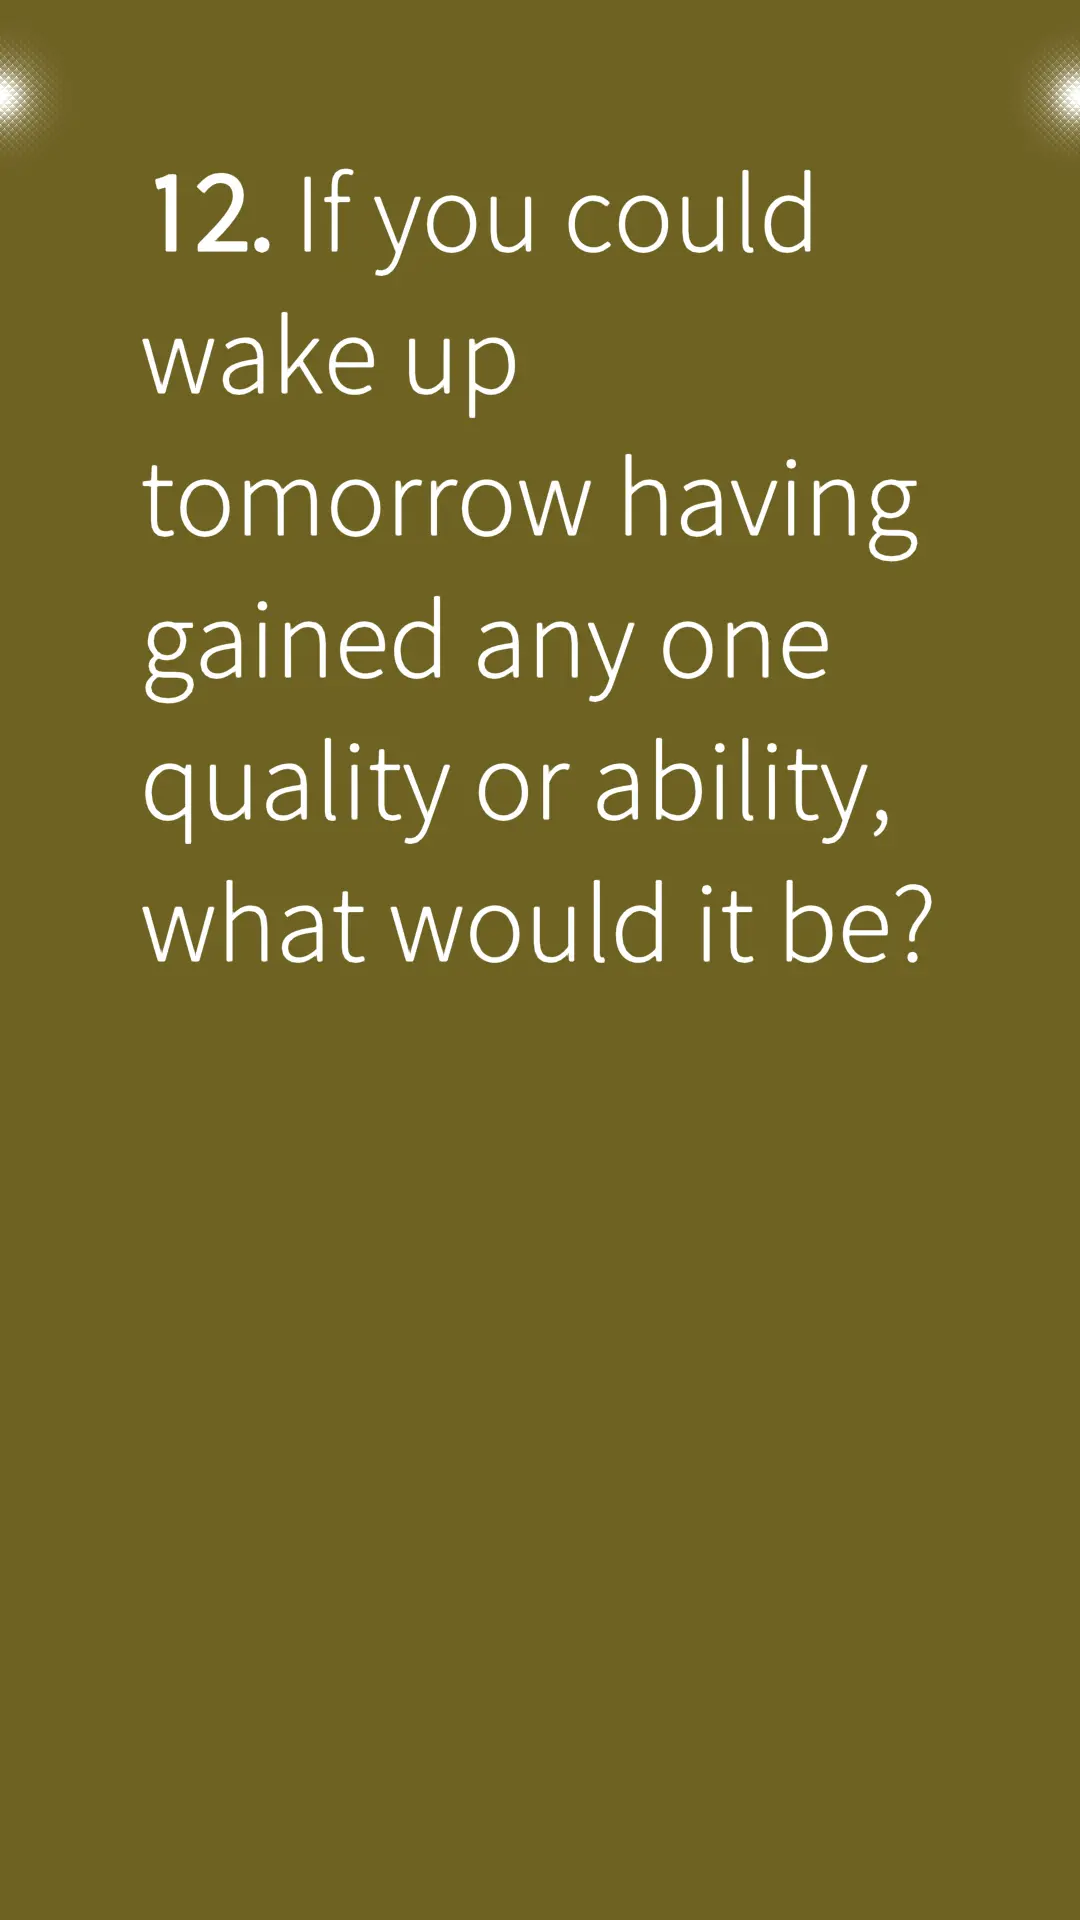 12. If you could
wake up
tomorrow having
gained any one
quality or ability,
what would it be?